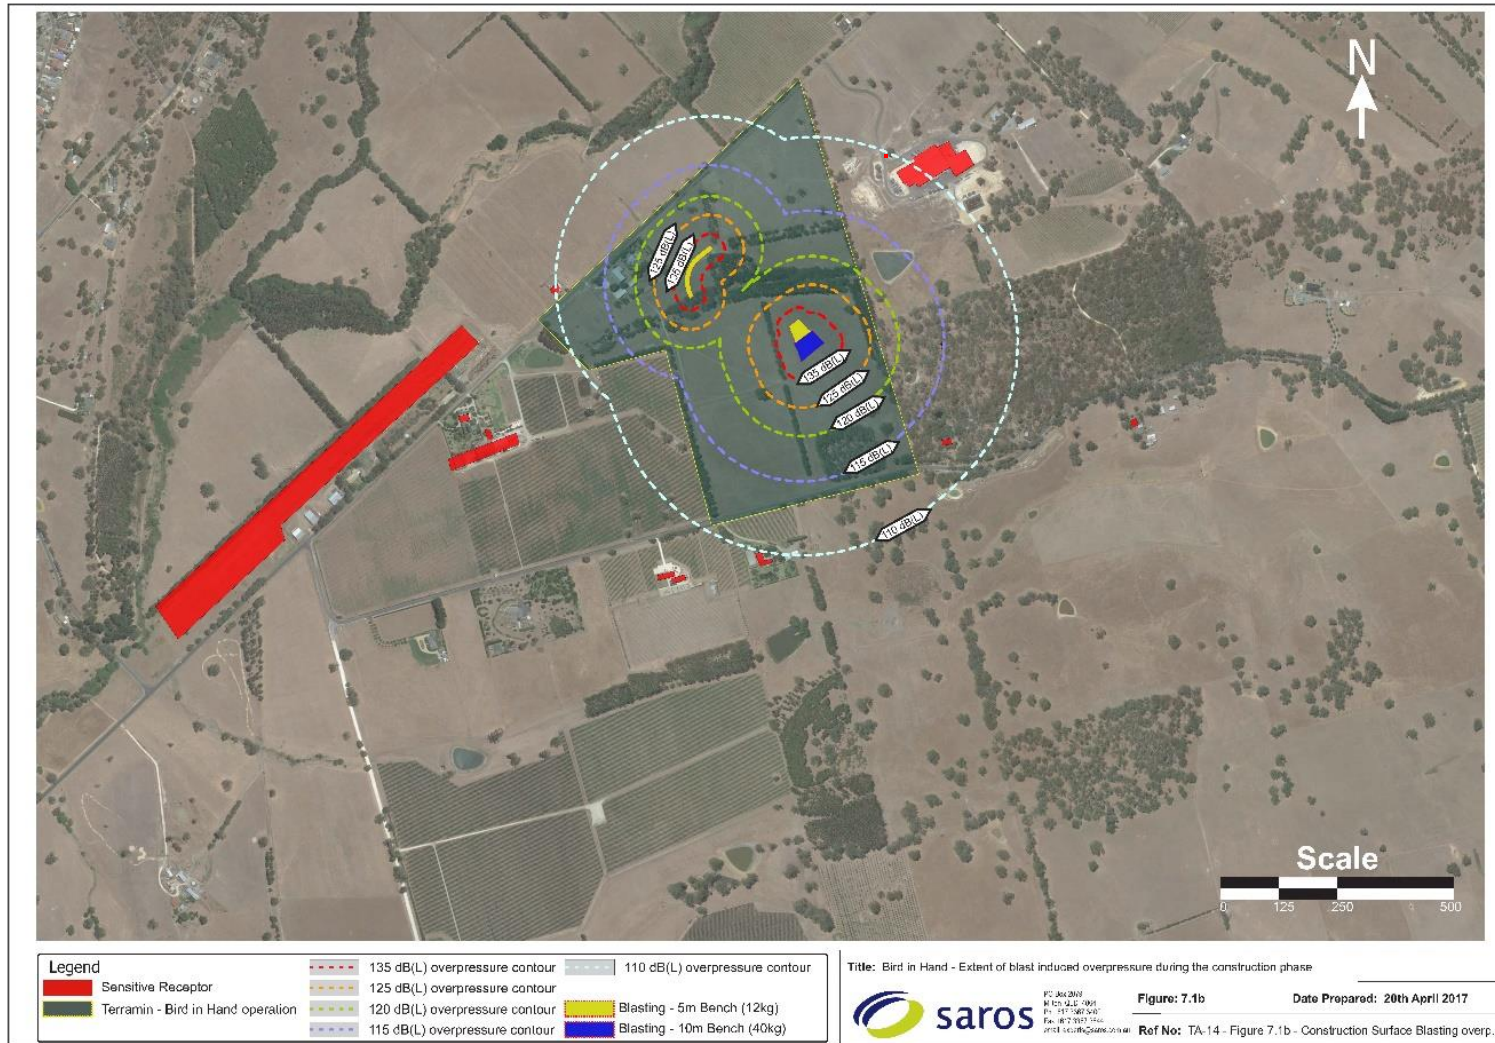 N
125 dB(L)
135 dB(L)
135 dB(L)
125 dB(L)
120 dB(L)
115 dB(L)
110 dB(L)
Scale
0 125 250 500
Legend
Sensitive Receptor
Terramin - Bird in Hand operation
135 dB(L) overpressure contour
125 dB(L) overpressure contour
120 dB(L) overpressure contour
115 dB(L) overpressure contour
110 dB(L) overpressure contour
Blasting - 5m Bench (12kg)
Blasting - 10m Bench (40kg)
Title: Bird in Hand - Extent of blast induced overpressure during the construction phase
saros
Figure: 7.1b
Date Prepared: 20th April 2017
Ref No: TA-14 - Figure 7.1b - Construction Surface Blasting overp.